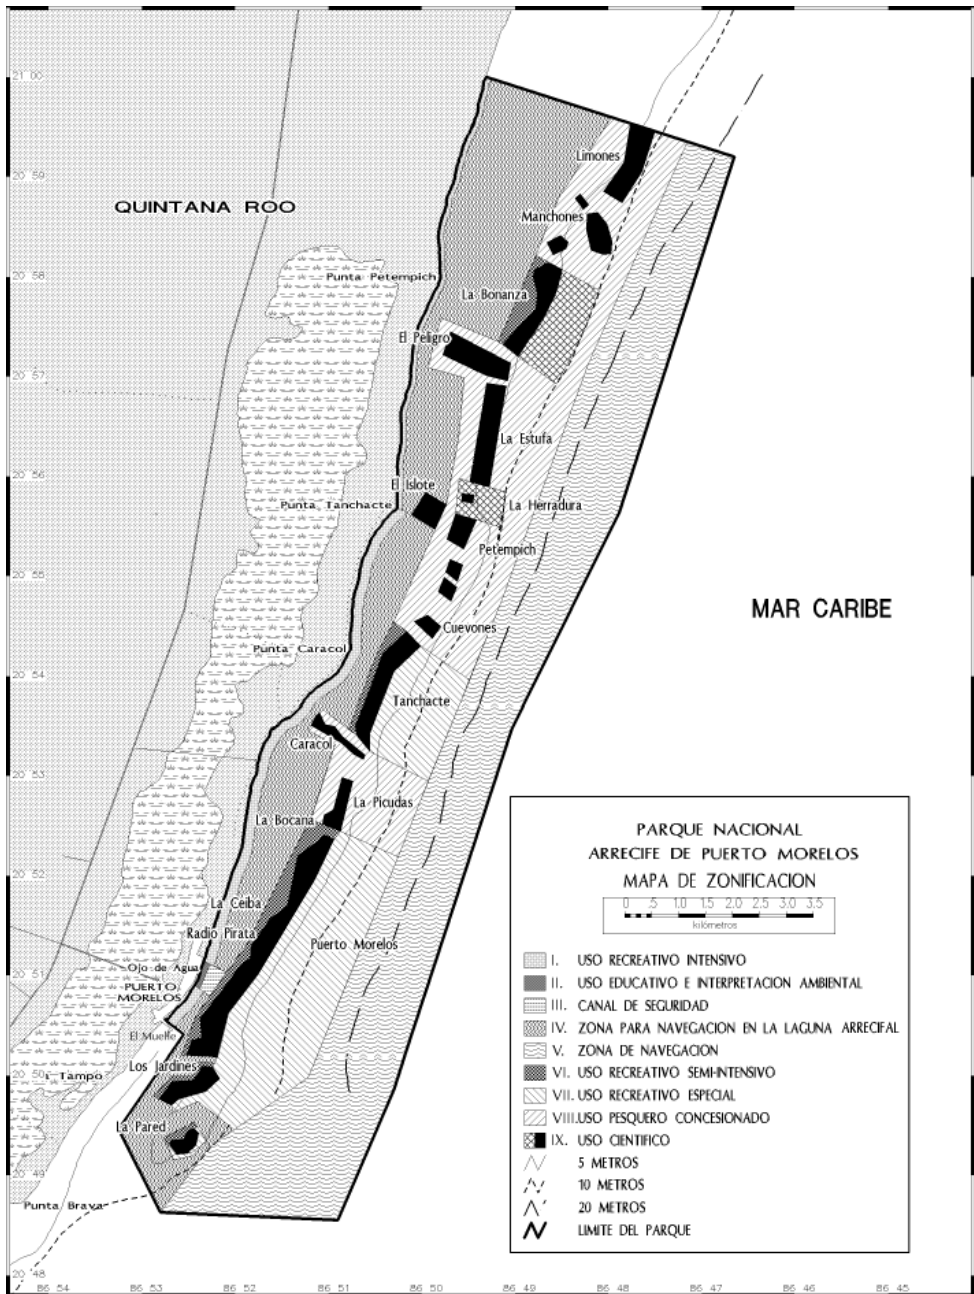 21 00
Limones
20 59
QUINTANA ROO
Manchones
20 58
Punta Petempich
La Bonanza
El Peligro
20 57
La Estufa
20 56
El Islote
Punta Tanchacte
La Herradura
Petempich
20 55
MAR CARIBE
Cuevones
Punta Caracol
20 54
Tanchacte
Caracol
20 53
La Picudas
La Bocana
PARQUE NACIONAL
ARRECIFE DE PUERTO MORELOS
MAPA DE ZONIFICACION
0 .5 1.0 1.5 2.0 2.5 3.0 3.5
kilómetros
20 52
La Ceiba
Radio Pirata
Puerto Morelos
20 51
Ojo de Agua
PUERTO
MORELOS
El Muelle
Los Jardines
20 50
Tampo
La Pared
20 49
Punta Brava
I. USO RECREATIVO INTENSIVO
II. USO EDUCATIVO E INTERPRETACION AMBIENTAL
III. CANAL DE SEGURIDAD
IV. ZONA PARA NAVEGACION EN LA LAGUNA ARRECIFAL
V. ZONA DE NAVEGACION
VI. USO RECREATIVO SEMI-INTENSIVO
VII. USO RECREATIVO ESPECIAL
VIII. USO PESQUERO CONCESIONADO
IX. USO CIENTIFICO
5 METROS
10 METROS
20 METROS
LIMITE DEL PARQUE
20 48
86 54 86 53 86 52 86 51 86 50 86 49 86 48 86 47 86 46 86 45